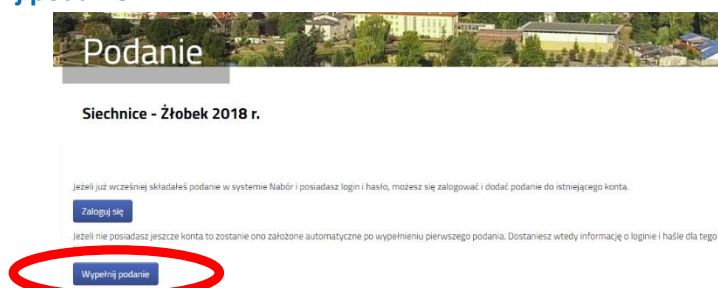 Podanie
Siechnice - Żłobek 2018 r.
Jeżeli już wcześniej składałeś podanie w systemie Nabór i posiadasz login i hasło, możesz się zalogować i dodać podanie do istniejącego konta.
Zaloguj się
Jeżeli nie posiadasz jeszcze konta to zostanie ono założone automatyczne po wypełnieniu pierwszego podania. Dostaniesz wtedy informację o loginie i haśle dla tego
Wypełnij podanie